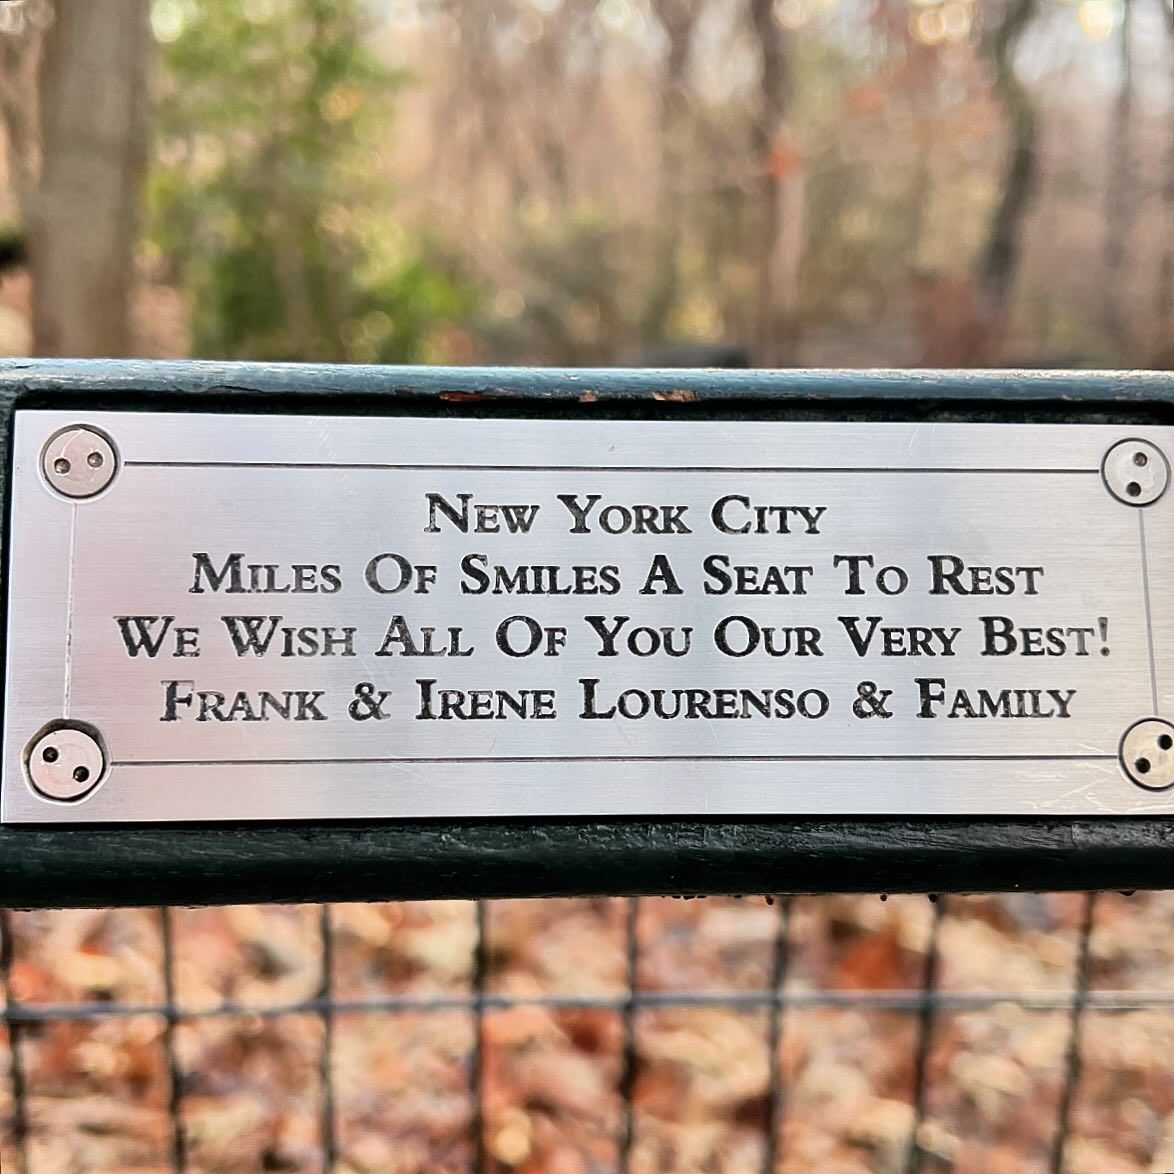 New York City
Miles Of Smiles A Seat To Rest
We Wish All Of You Our Very Best!
Frank & Irene Lourenso & Family